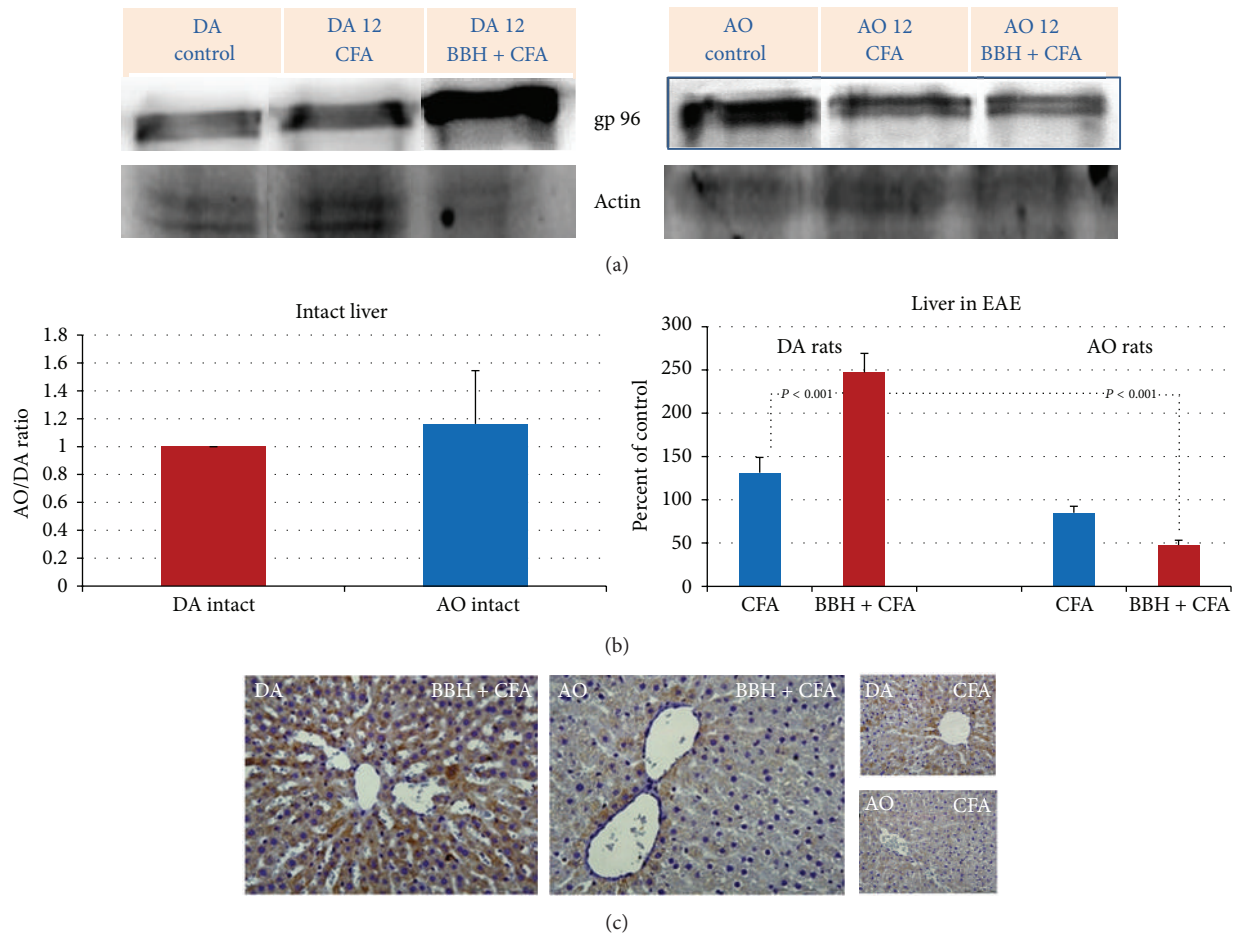 DA
control
DA 12
CFA
DA 12
BBH + CFA
AO
control
AO 12
CFA
AO 12
BBH + CFA
gp 96
Actin
(a)
Intact liver
AO/DA ratio
1.8
1.6
1.4
1.2
1
0.8
0.6
0.4
0.2
0
DA intact
AO intact
Liver in EAE
Percent of control
300
250
200
150
100
50
0
DA rats
AO rats
P < 0.001
P < 0.001
CFA
BBH + CFA
CFA
BBH + CFA
(b)
DA
BBH + CFA
AO
BBH + CFA
DA
CFA
AO
CFA
(c)